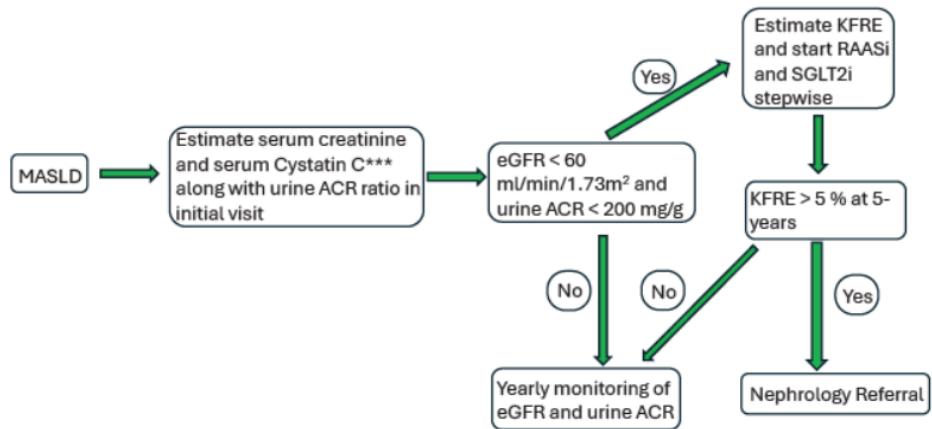 MASLD
Estimate serum creatinine
and serum Cystatin C***
along with urine ACR ratio in
initial visit
eGFR < 60
ml/min/1.73m² and
urine ACR < 200 mg/g
Yes
Estimate KFRE
and start RAASi
and SGLT2i
stepwise
KFRE > 5 % at 5-
years
No
No
Yes
Yearly monitoring of
eGFR and urine ACR
Nephrology Referral